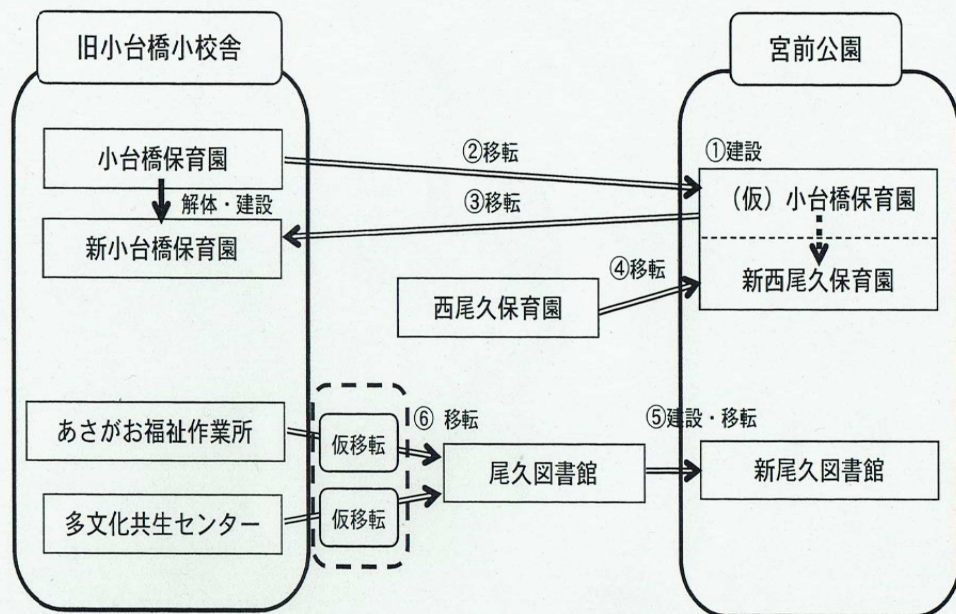 旧小台橋小校舎
宮前公園
小台橋保育園
②移転
①建設
(仮)小台橋保育園
解体・建設
③移転
新小台橋保育園
④移転
新西尾久保育園
西尾久保育園
あさがお福祉作業所
仮移転
⑥ 移転
⑤建設・移転
尾久図書館
新尾久図書館
多文化共生センター
仮移転